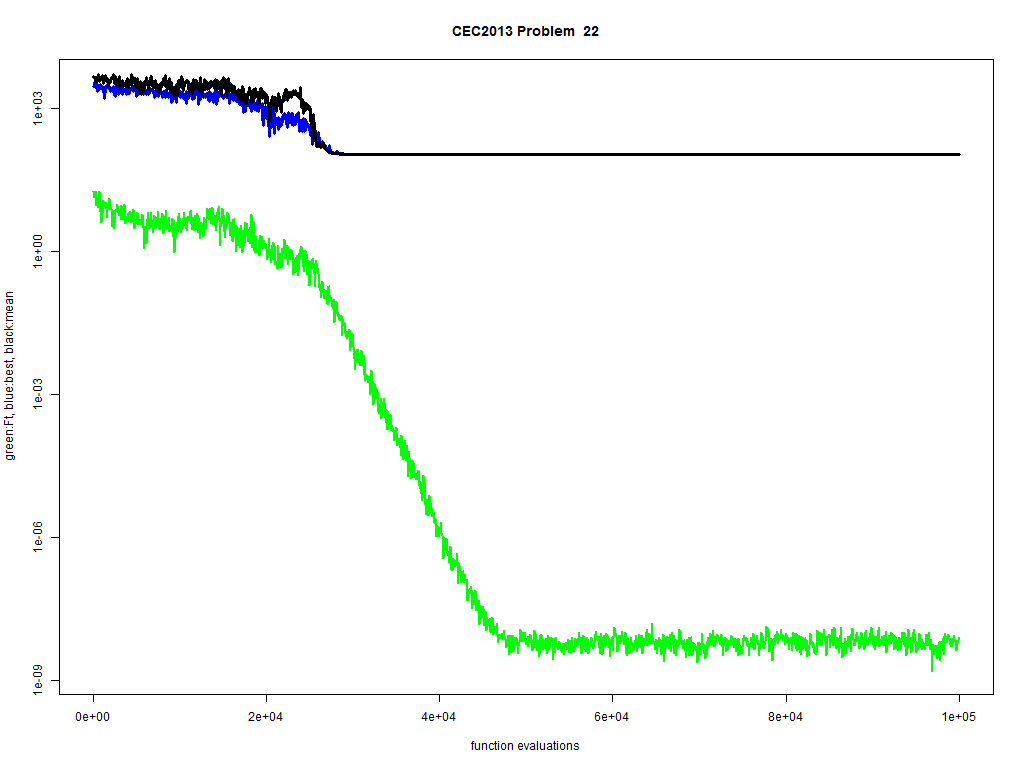 CEC2013 Problem  22
green:Ft, blue:best, black:mean
1e+03
1e+00
1e-03
1e-06
1e-09
0e+00 2e+04 4e+04 6e+04 8e+04 1e+05
function evaluations